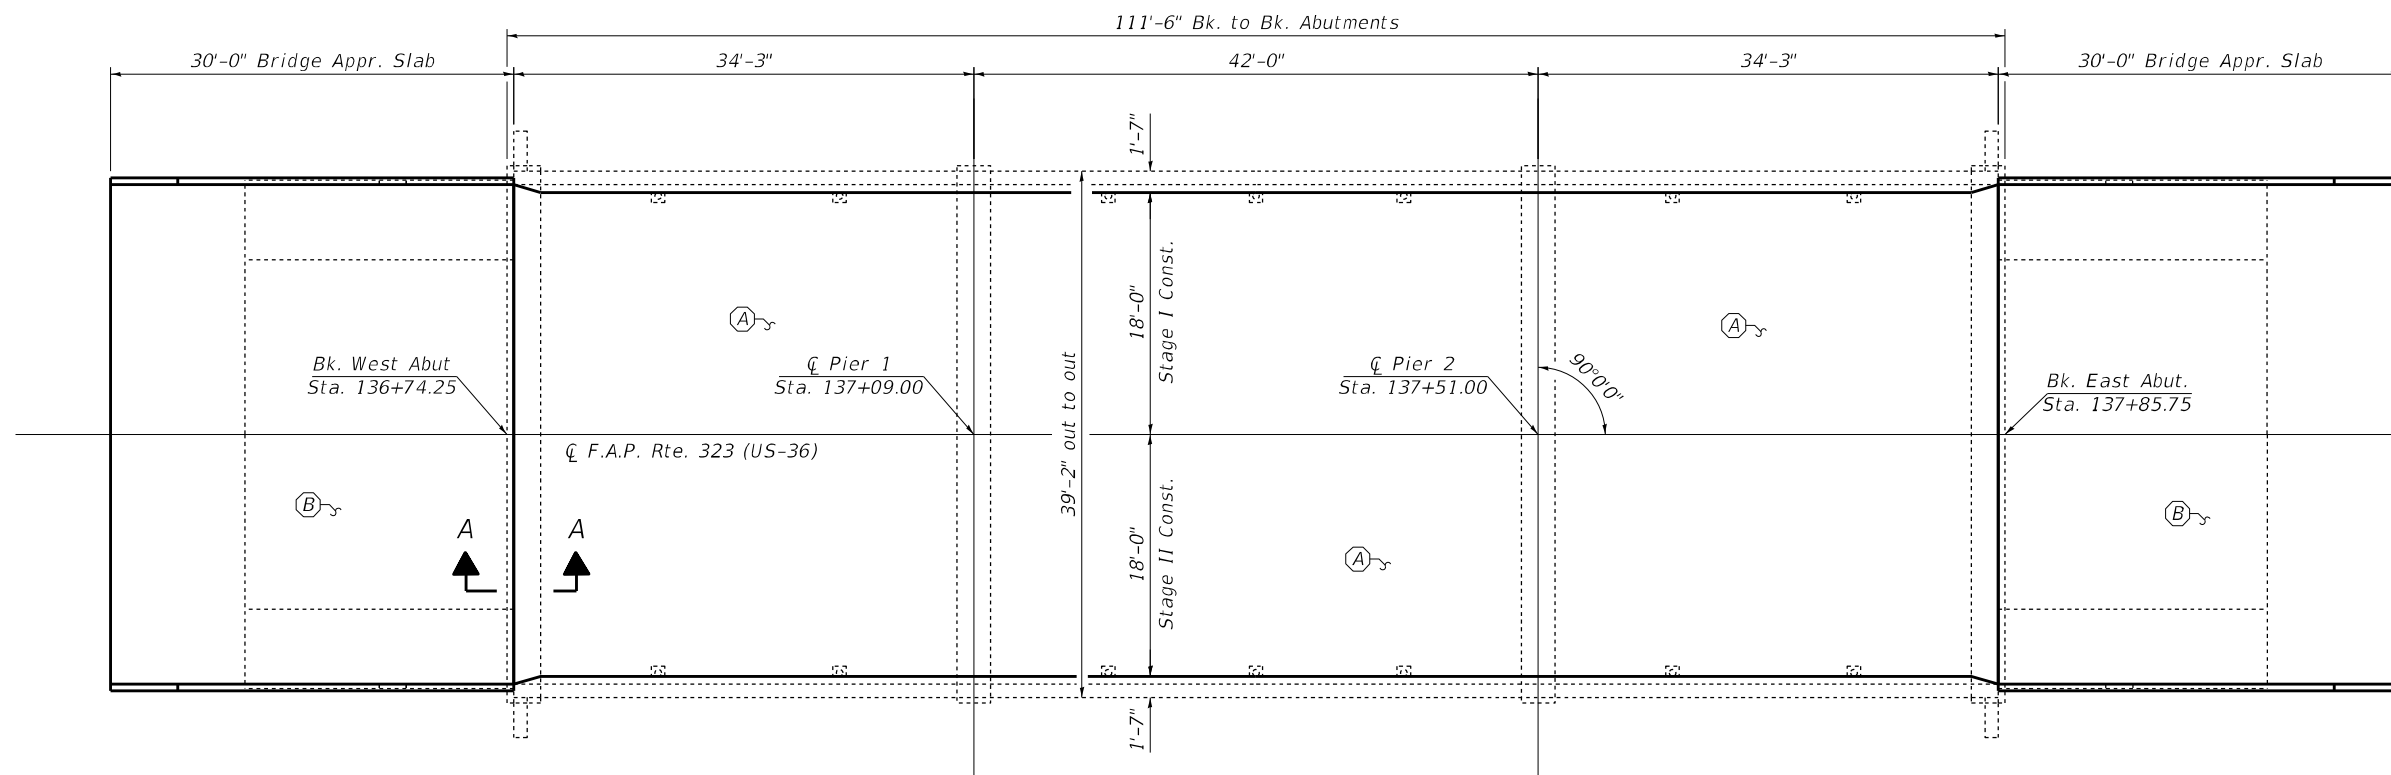 111'-6" Bk. to Bk. Abutments
30'-0" Bridge Appr. Slab
34'-3"
42'-0"
34'-3"
30'-0" Bridge Appr. Slab
1'-7"
18'-0"
Stage I Const.
A
A
Bk. West Abut
Sta. 136+74.25
℄ Pier 1
Sta. 137+09.00
℄ Pier 2
Sta. 137+51.00
90°0'0"
Bk. East Abut.
Sta. 137+85.75
39'-2" out to out
℄ F.A.P. Rte. 323 (US-36)
B
A
A
18'-0"
Stage II Const.
A
B
1'-7"